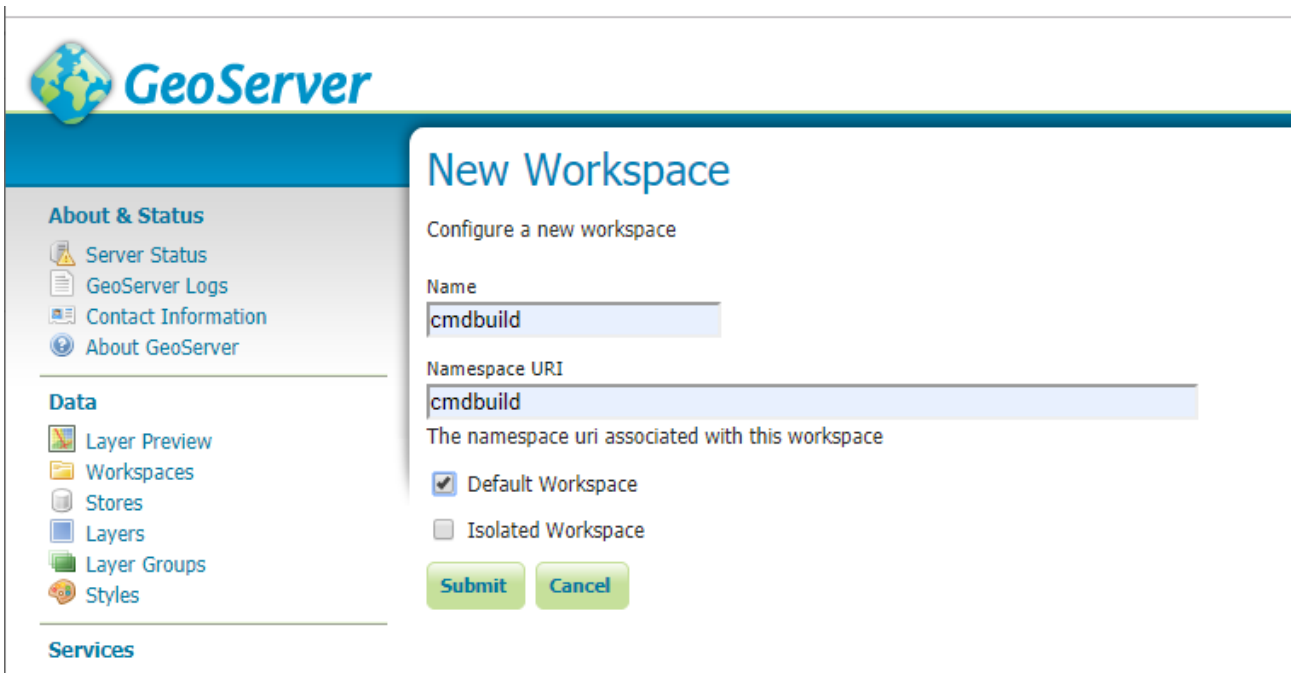 GeoServer
New Workspace
Configure a new workspace
Name
cmdbuild
Namespace URI
cmdbuild
The namespace uri associated with this workspace
Default Workspace
Isolated Workspace
Submit Cancel
About & Status
Server Status
GeoServer Logs
Contact Information
About GeoServer
Data
Layer Preview
Workspaces
Stores
Layers
Layer Groups
Styles
Services